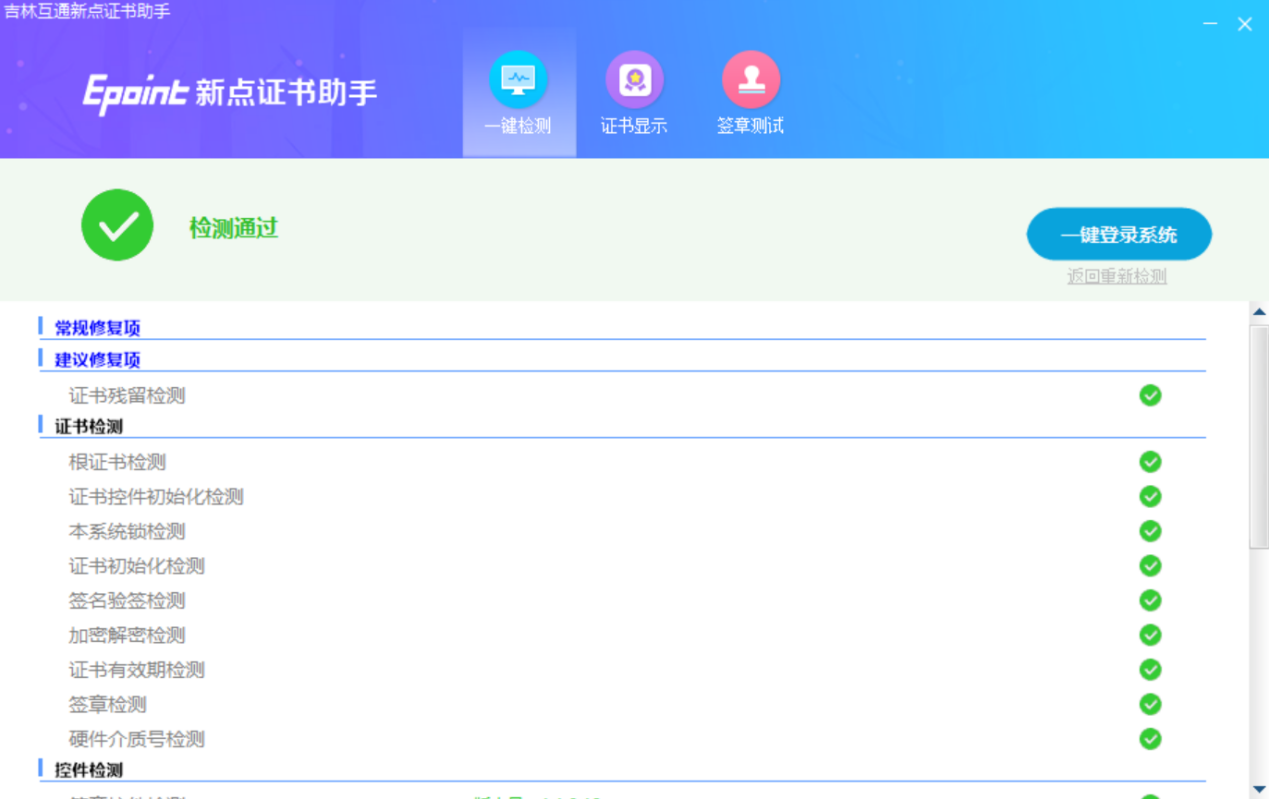 吉林互通新点证书助手
Epoint 新点证书助手
一键检测
证书显示
签章测试
检测通过
一键登录系统
返回重新检测
常规修复项
建议修复项
证书残留检测
证书检测
根证书检测
证书控件初始化检测
本系统锁检测
证书初始化检测
签名验签检测
加密解密检测
证书有效期检测
签章检测
硬件介质号检测
控件检测